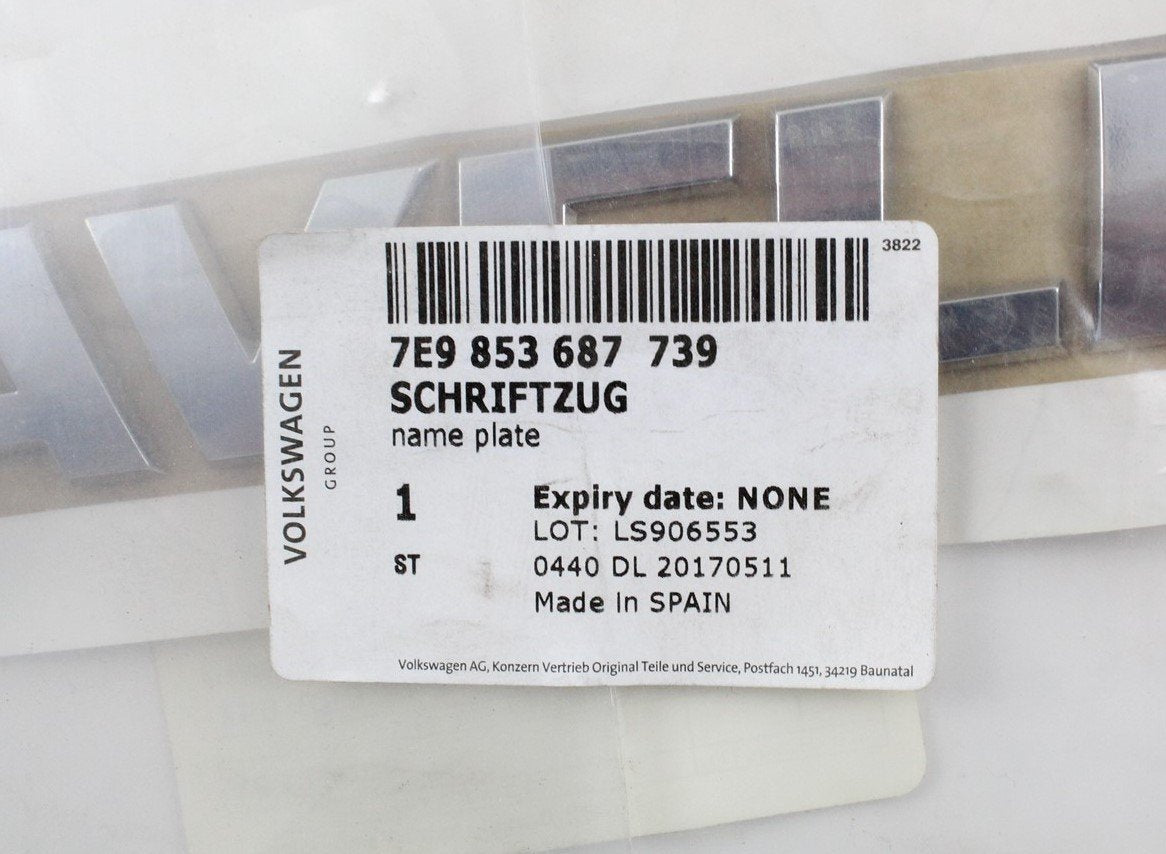 AVELL
3822
7E9 853 687 739
SCHRIFTZUG
name plate
VOLKSWAGEN
GROUP
1
Expiry date: NONE
LOT: LS906553
ST
0440 DL 20170511
Made in SPAIN
Volkswagen AG, Konzern Vertrieb Original Teile und Service, Postfach 1451, 34219 Baunatal